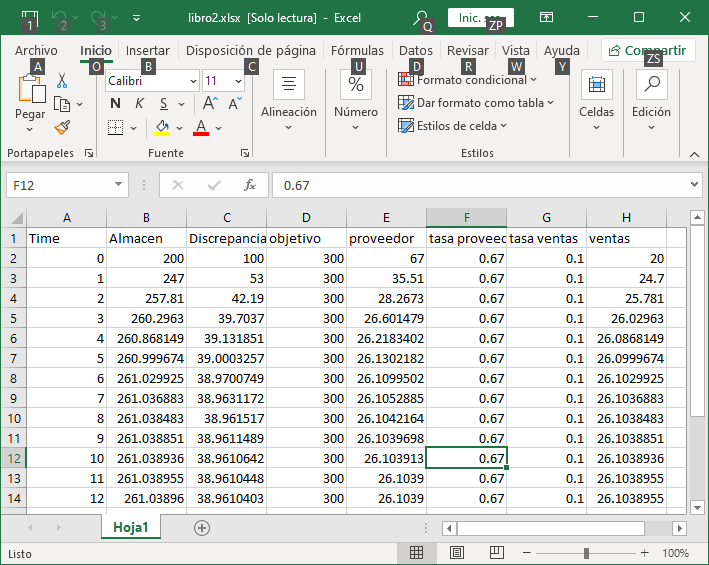 libro2.xlsx [Solo lectura] - Excel
Inic. ses
1 2 3 Q ZP
Archivo Inicio Insertar Disposición de página Fórmulas Datos Revisar Vista Ayuda Compartir
A O B C U D R W Y ZS
Pegar
Calibri 11
N K S A A
A
Alineación
%
Número
Formato condicional
Dar formato como tabla
Estilos de celda
Celdas
Edición
Portapapeles Fuente Estilos
F12 fx 0.67
A B C D E F G H
1 Time Almacen Discrepancia objetivo proveedor tasa proveed tasa ventas ventas
2 0 200 100 300 67 0.67 0.1 20
3 1 247 53 300 35.51 0.67 0.1 24.7
4 2 257.81 42.19 300 28.2673 0.67 0.1 25.781
5 3 260.2963 39.7037 300 26.601479 0.67 0.1 26.02963
6 4 260.868149 39.131851 300 26.2183402 0.67 0.1 26.0868149
7 5 260.999674 39.0003257 300 26.1302182 0.67 0.1 26.0999674
8 6 261.029925 38.9700749 300 26.1099502 0.67 0.1 26.1029925
9 7 261.036883 38.9631172 300 26.1052885 0.67 0.1 26.1036883
10 8 261.038483 38.961517 300 26.1042164 0.67 0.1 26.1038483
11 9 261.038851 38.9611489 300 26.1039698 0.67 0.1 26.1038851
12 10 261.038936 38.9610642 300 26.103913 0.67 0.1 26.1038936
13 11 261.038955 38.9610448 300 26.1039 0.67 0.1 26.1038955
14 12 261.03896 38.9610403 300 26.1039 0.67 0.1 26.1038955
Hoja1
Listo 100%